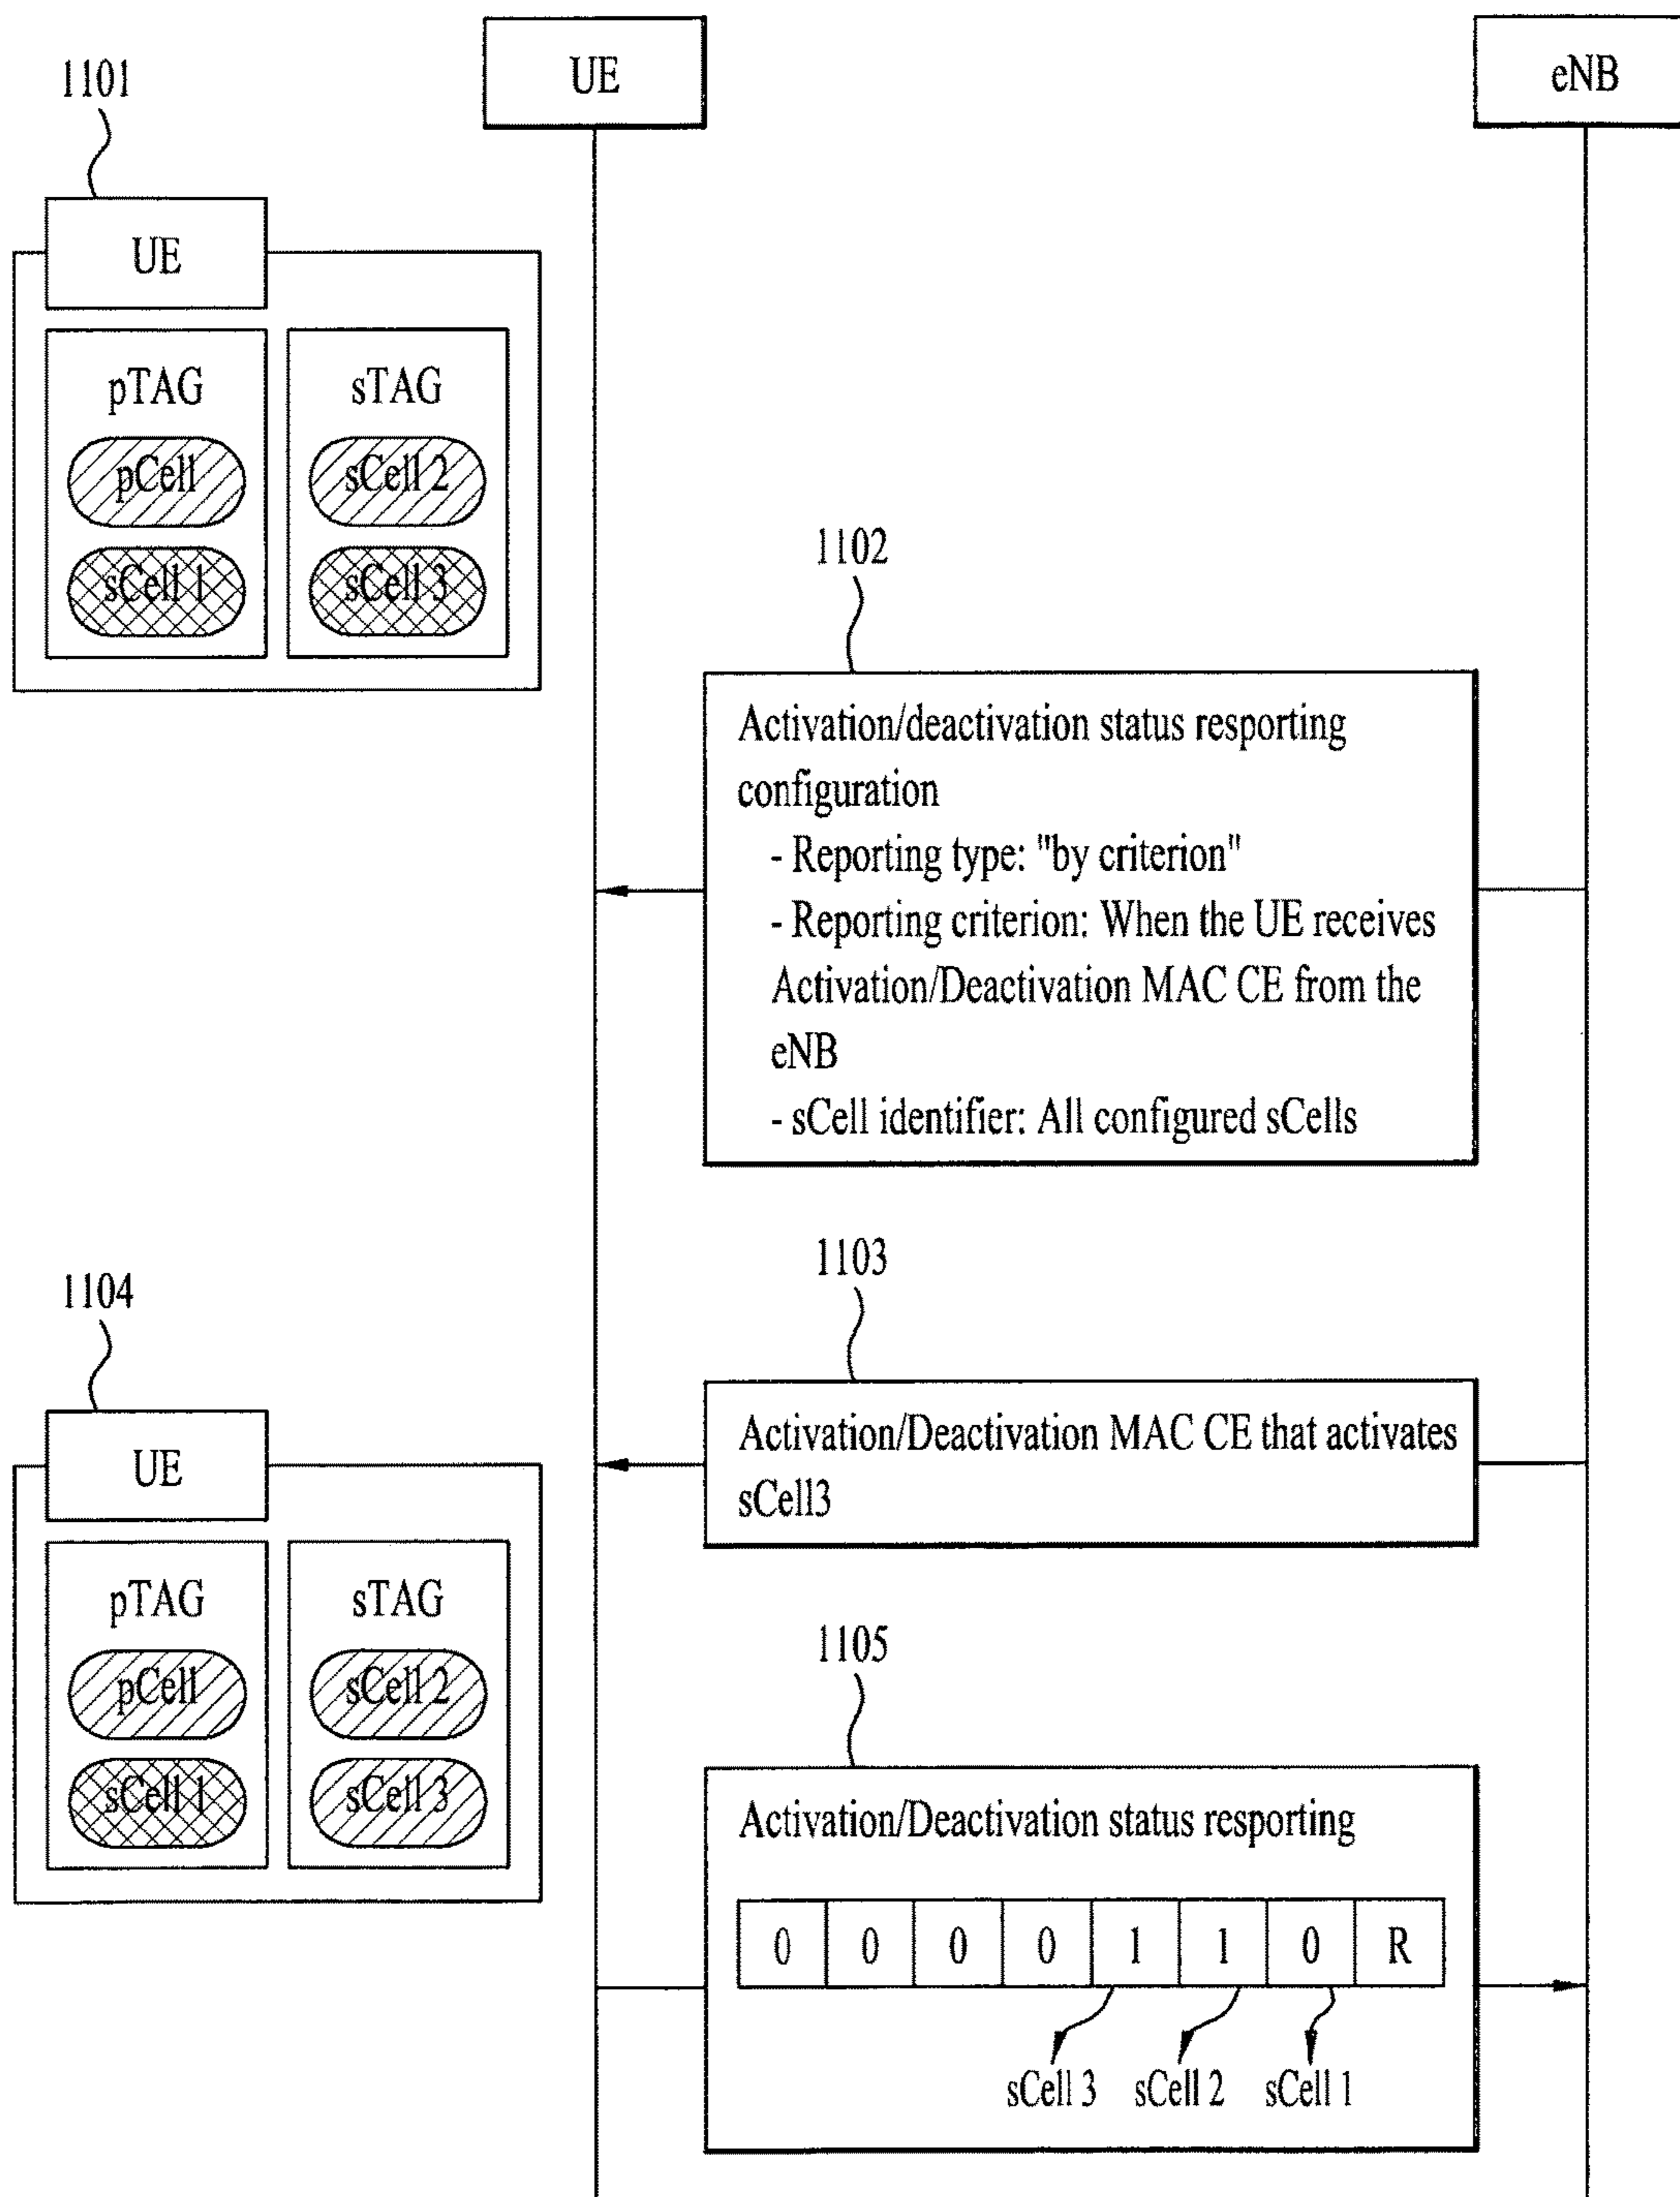 UE
eNB
1101
UE
pTAG
sTAG
pCell
sCell 2
sCell 1
sCell 3
1102
Activation/deactivation status resporting
configuration
- Reporting type: "by criterion"
- Reporting criterion: When the UE receives
Activation/Deactivation MAC CE from the
eNB
- sCell identifier: All configured sCells
1103
Activation/Deactivation MAC CE that activates
sCell3
1104
UE
pTAG
sTAG
pCell
sCell 2
sCell 1
sCell 3
1105
Activation/Deactivation status resporting
0 0 0 0 1 1 0 R
sCell 3 sCell 2 sCell 1